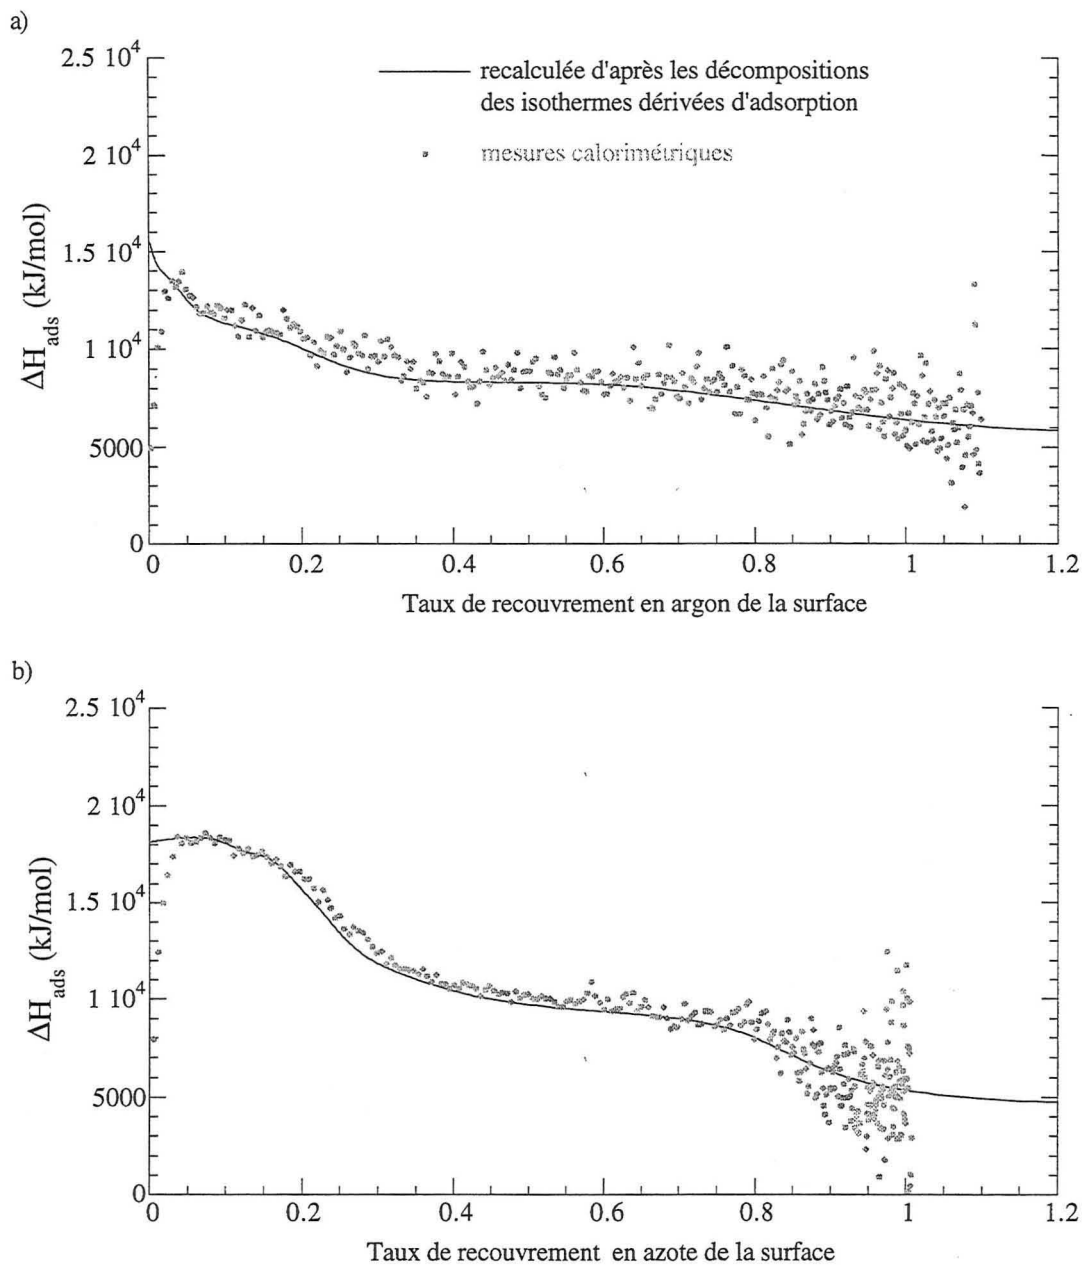 a)
2.5 10^4
recalculée d'après les décompositions
des isothermes dérivées d'adsorption
2 10^4
mesures calorimétriques
1.5 10^4
1 10^4
5000
0
ΔH_ads (kJ/mol)
0 0.2 0.4 0.6 0.8 1 1.2
Taux de recouvrement en argon de la surface
b)
2.5 10^4
2 10^4
1.5 10^4
1 10^4
5000
0
ΔH_ads (kJ/mol)
0 0.2 0.4 0.6 0.8 1 1.2
Taux de recouvrement en azote de la surface